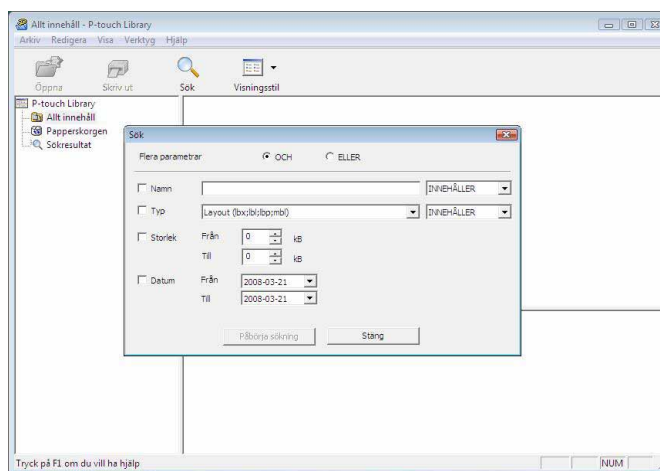 Allt innehåll - P-touch Library
Arkiv Redigera Visa Verktyg Hjälp
Öppna Skriv ut Sök Visningsstil
P-touch Library
Allt innehåll
Papperskorgen
Sökresultat
Sök
Flera parametrar OCH ELLER
Namn INNEHÅLLER
Typ Layout (lbx;lbl;lbp;mbl) INNEHÅLLER
Storlek Från 0 kB
Till 0 kB
Datum Från 2008-03-21
Till 2008-03-21
Påbörja sökning Stäng
Tryck på F1 om du vill ha hjälp NUM